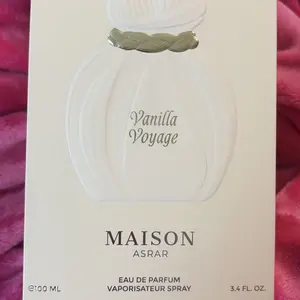 Vanilla
Voyage
MAISON
ASRAR
EAU DE PARFUM
VAPORISATEUR SPRAY
℮100 ML
3.4 FL. OZ.